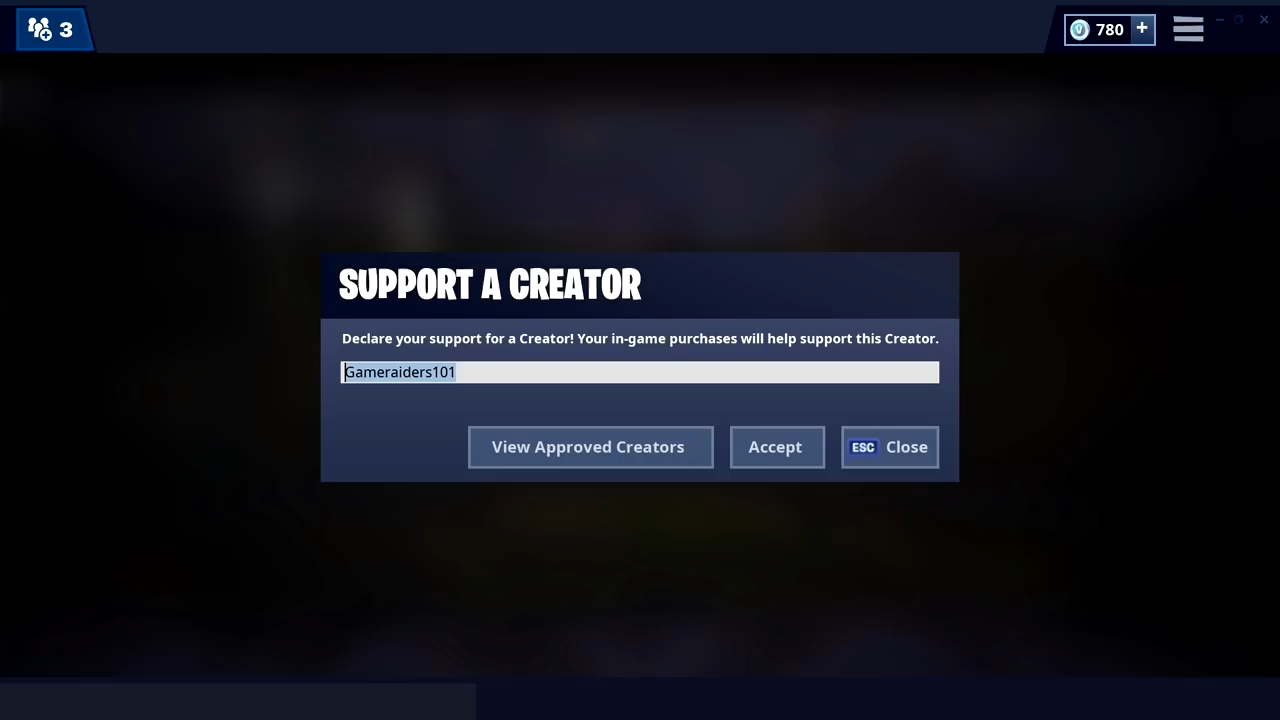 3
780 +
SUPPORT A CREATOR
Declare your support for a Creator! Your in-game purchases will help support this Creator.
Gameraiders101
View Approved Creators
Accept
ESC Close